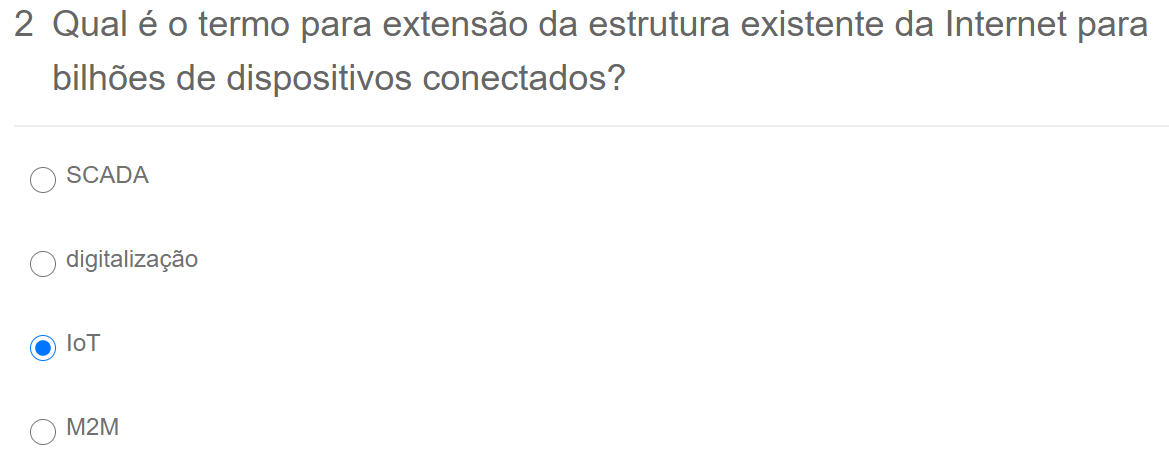 2 Qual é o termo para extensão da estrutura existente da Internet para
bilhões de dispositivos conectados?
SCADA
digitalização
IoT
M2M